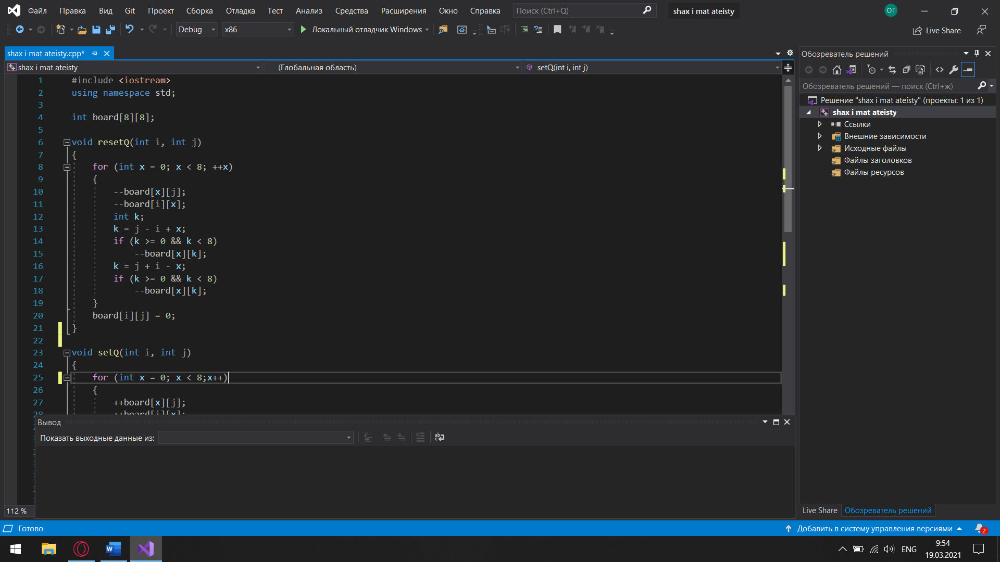 Файл Правка Вид Git Проект Сборка Отладка Тест Анализ Средства Расширения Окно Справка Поиск (Ctrl+Q) shax i mat ateisty ОГ
Debug x86 Локальный отладчик Windows Live Share
shax i mat ateisty.cpp*
shax i mat ateisty (Глобальная область) setQ(int i, int j)
1 #include <iostream>
2 using namespace std;
3
4 int board[8][8];
5
6 void resetQ(int i, int j)
7 {
8 for (int x = 0; x < 8; ++x)
9 {
10 --board[x][j];
11 --board[i][x];
12 int k;
13 k = j - i + x;
14 if (k >= 0 && k < 8)
15 --board[x][k];
16 k = j + i - x;
17 if (k >= 0 && k < 8)
18 --board[x][k];
19 }
20 board[i][j] = 0;
21 }
22
23 void setQ(int i, int j)
24 {
25 for (int x = 0; x < 8;x++)
26 {
27 ++board[x][j];
28 ++board[i][x];
Вывод
Показать выходные данные из:
112 %
Обозреватель решений
Обозреватель решений — поиск (Ctrl+ж)
Решение "shax i mat ateisty" (проекты: 1 из 1)
shax i mat ateisty
Ссылки
Внешние зависимости
Исходные файлы
Файлы заголовков
Файлы ресурсов
Live Share Обозреватель решений
Готово Добавить в систему управления версиями 2
ENG 9:54
19.03.2021